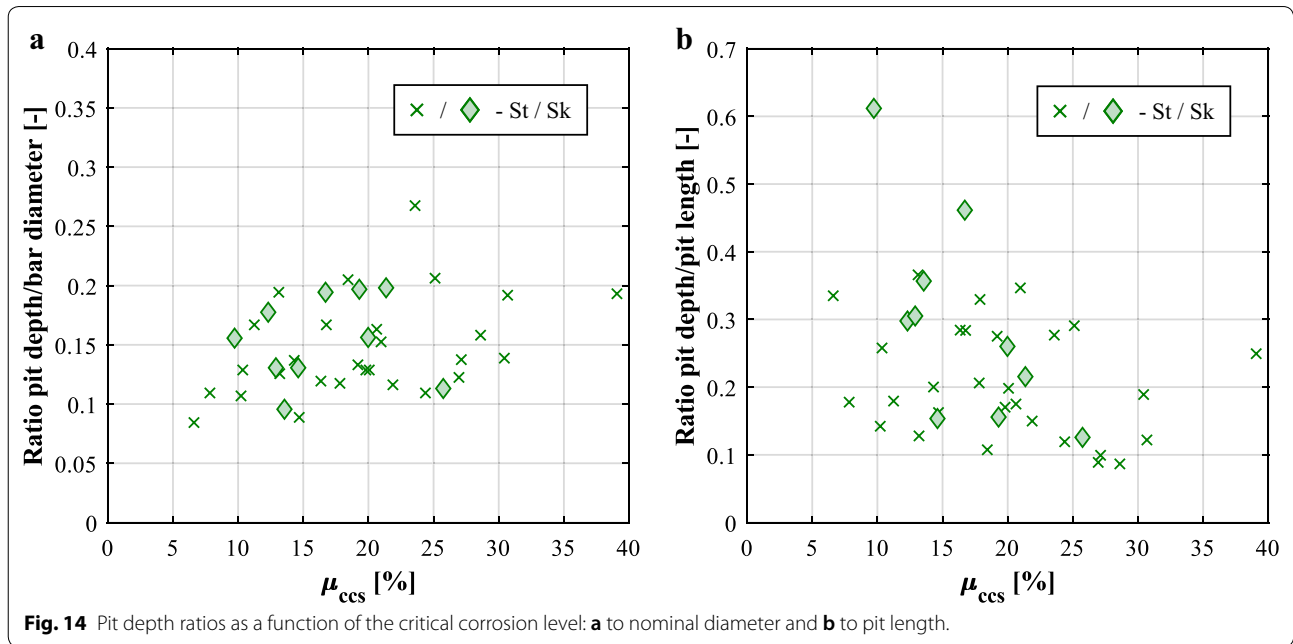 a
0.4
0.35
0.3
0.25
0.2
0.15
0.1
0.05
0
Ratio pit depth/bar diameter [-]
× / ◇ - St / Sk
0 5 10 15 20 25 30 35 40
μccs [%]
b
0.7
0.6
0.5
0.4
0.3
0.2
0.1
0
Ratio pit depth/pit length [-]
× / ◇ - St / Sk
0 5 10 15 20 25 30 35 40
μccs [%]
Fig. 14 Pit depth ratios as a function of the critical corrosion level: a to nominal diameter and b to pit length.